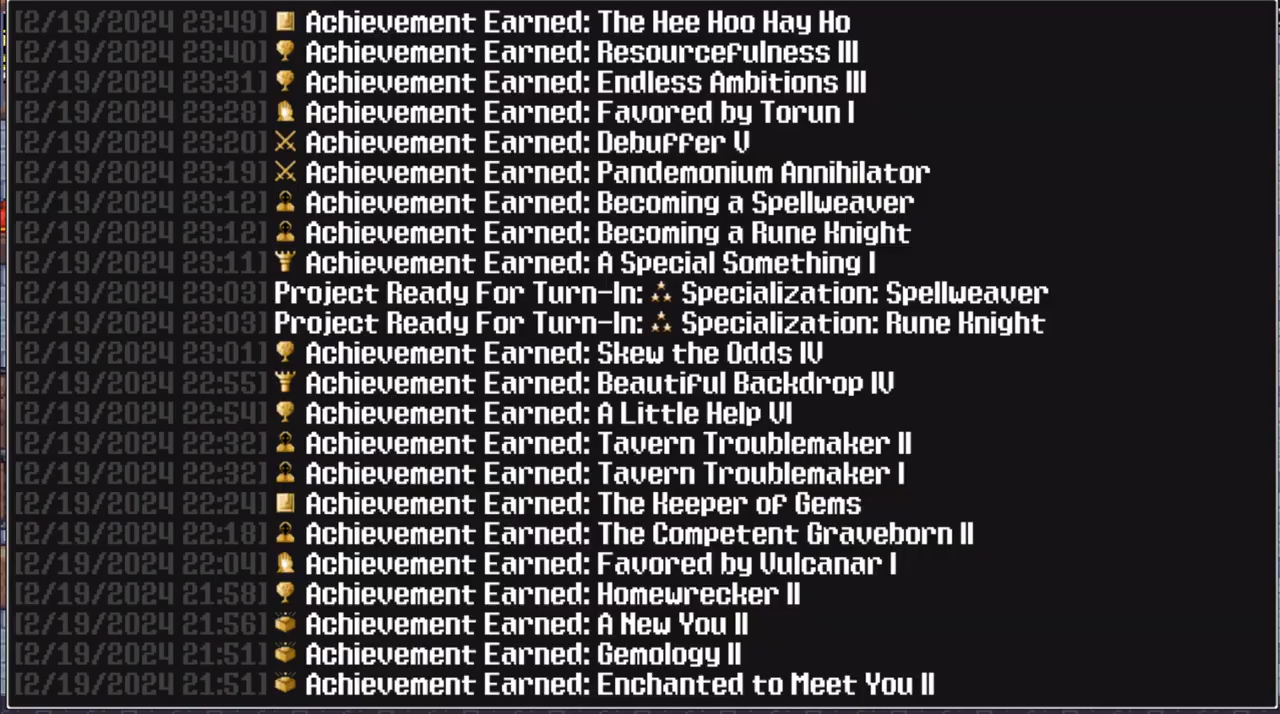 [2/19/2024 23:49] Achievement Earned: The Hee Hoo Hay Ho
[2/19/2024 23:40] Achievement Earned: Resourcefulness III
[2/19/2024 23:31] Achievement Earned: Endless Ambitions III
[2/19/2024 23:28] Achievement Earned: Favored by Torun I
[2/19/2024 23:20] Achievement Earned: Debuffer V
[2/19/2024 23:19] Achievement Earned: Pandemonium Annihilator
[2/19/2024 23:12] Achievement Earned: Becoming a Spellweaver
[2/19/2024 23:12] Achievement Earned: Becoming a Rune Knight
[2/19/2024 23:11] Achievement Earned: A Special Something I
[2/19/2024 23:03] Project Ready For Turn-In: Specialization: Spellweaver
[2/19/2024 23:03] Project Ready For Turn-In: Specialization: Rune Knight
[2/19/2024 23:01] Achievement Earned: Skew the Odds IV
[2/19/2024 22:55] Achievement Earned: Beautiful Backdrop IV
[2/19/2024 22:54] Achievement Earned: A Little Help VI
[2/19/2024 22:32] Achievement Earned: Tavern Troublemaker II
[2/19/2024 22:32] Achievement Earned: Tavern Troublemaker I
[2/19/2024 22:24] Achievement Earned: The Keeper of Gems
[2/19/2024 22:18] Achievement Earned: The Competent Graveborn II
[2/19/2024 22:04] Achievement Earned: Favored by Vulcanar I
[2/19/2024 21:58] Achievement Earned: Homewrecker II
[2/19/2024 21:56] Achievement Earned: A New You II
[2/19/2024 21:51] Achievement Earned: Gemology II
[2/19/2024 21:51] Achievement Earned: Enchanted to Meet You II